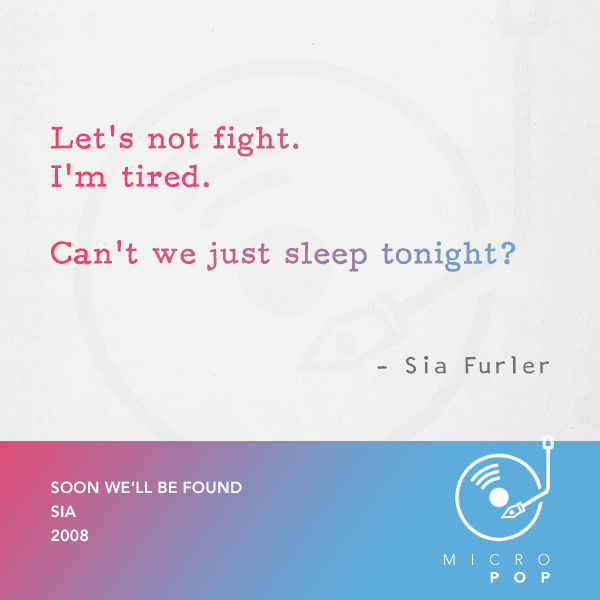 Let's not fight.
I'm tired.
Can't we just sleep tonight?
- Sia Furler
SOON WE'LL BE FOUND
SIA
2008
MICRO
POP